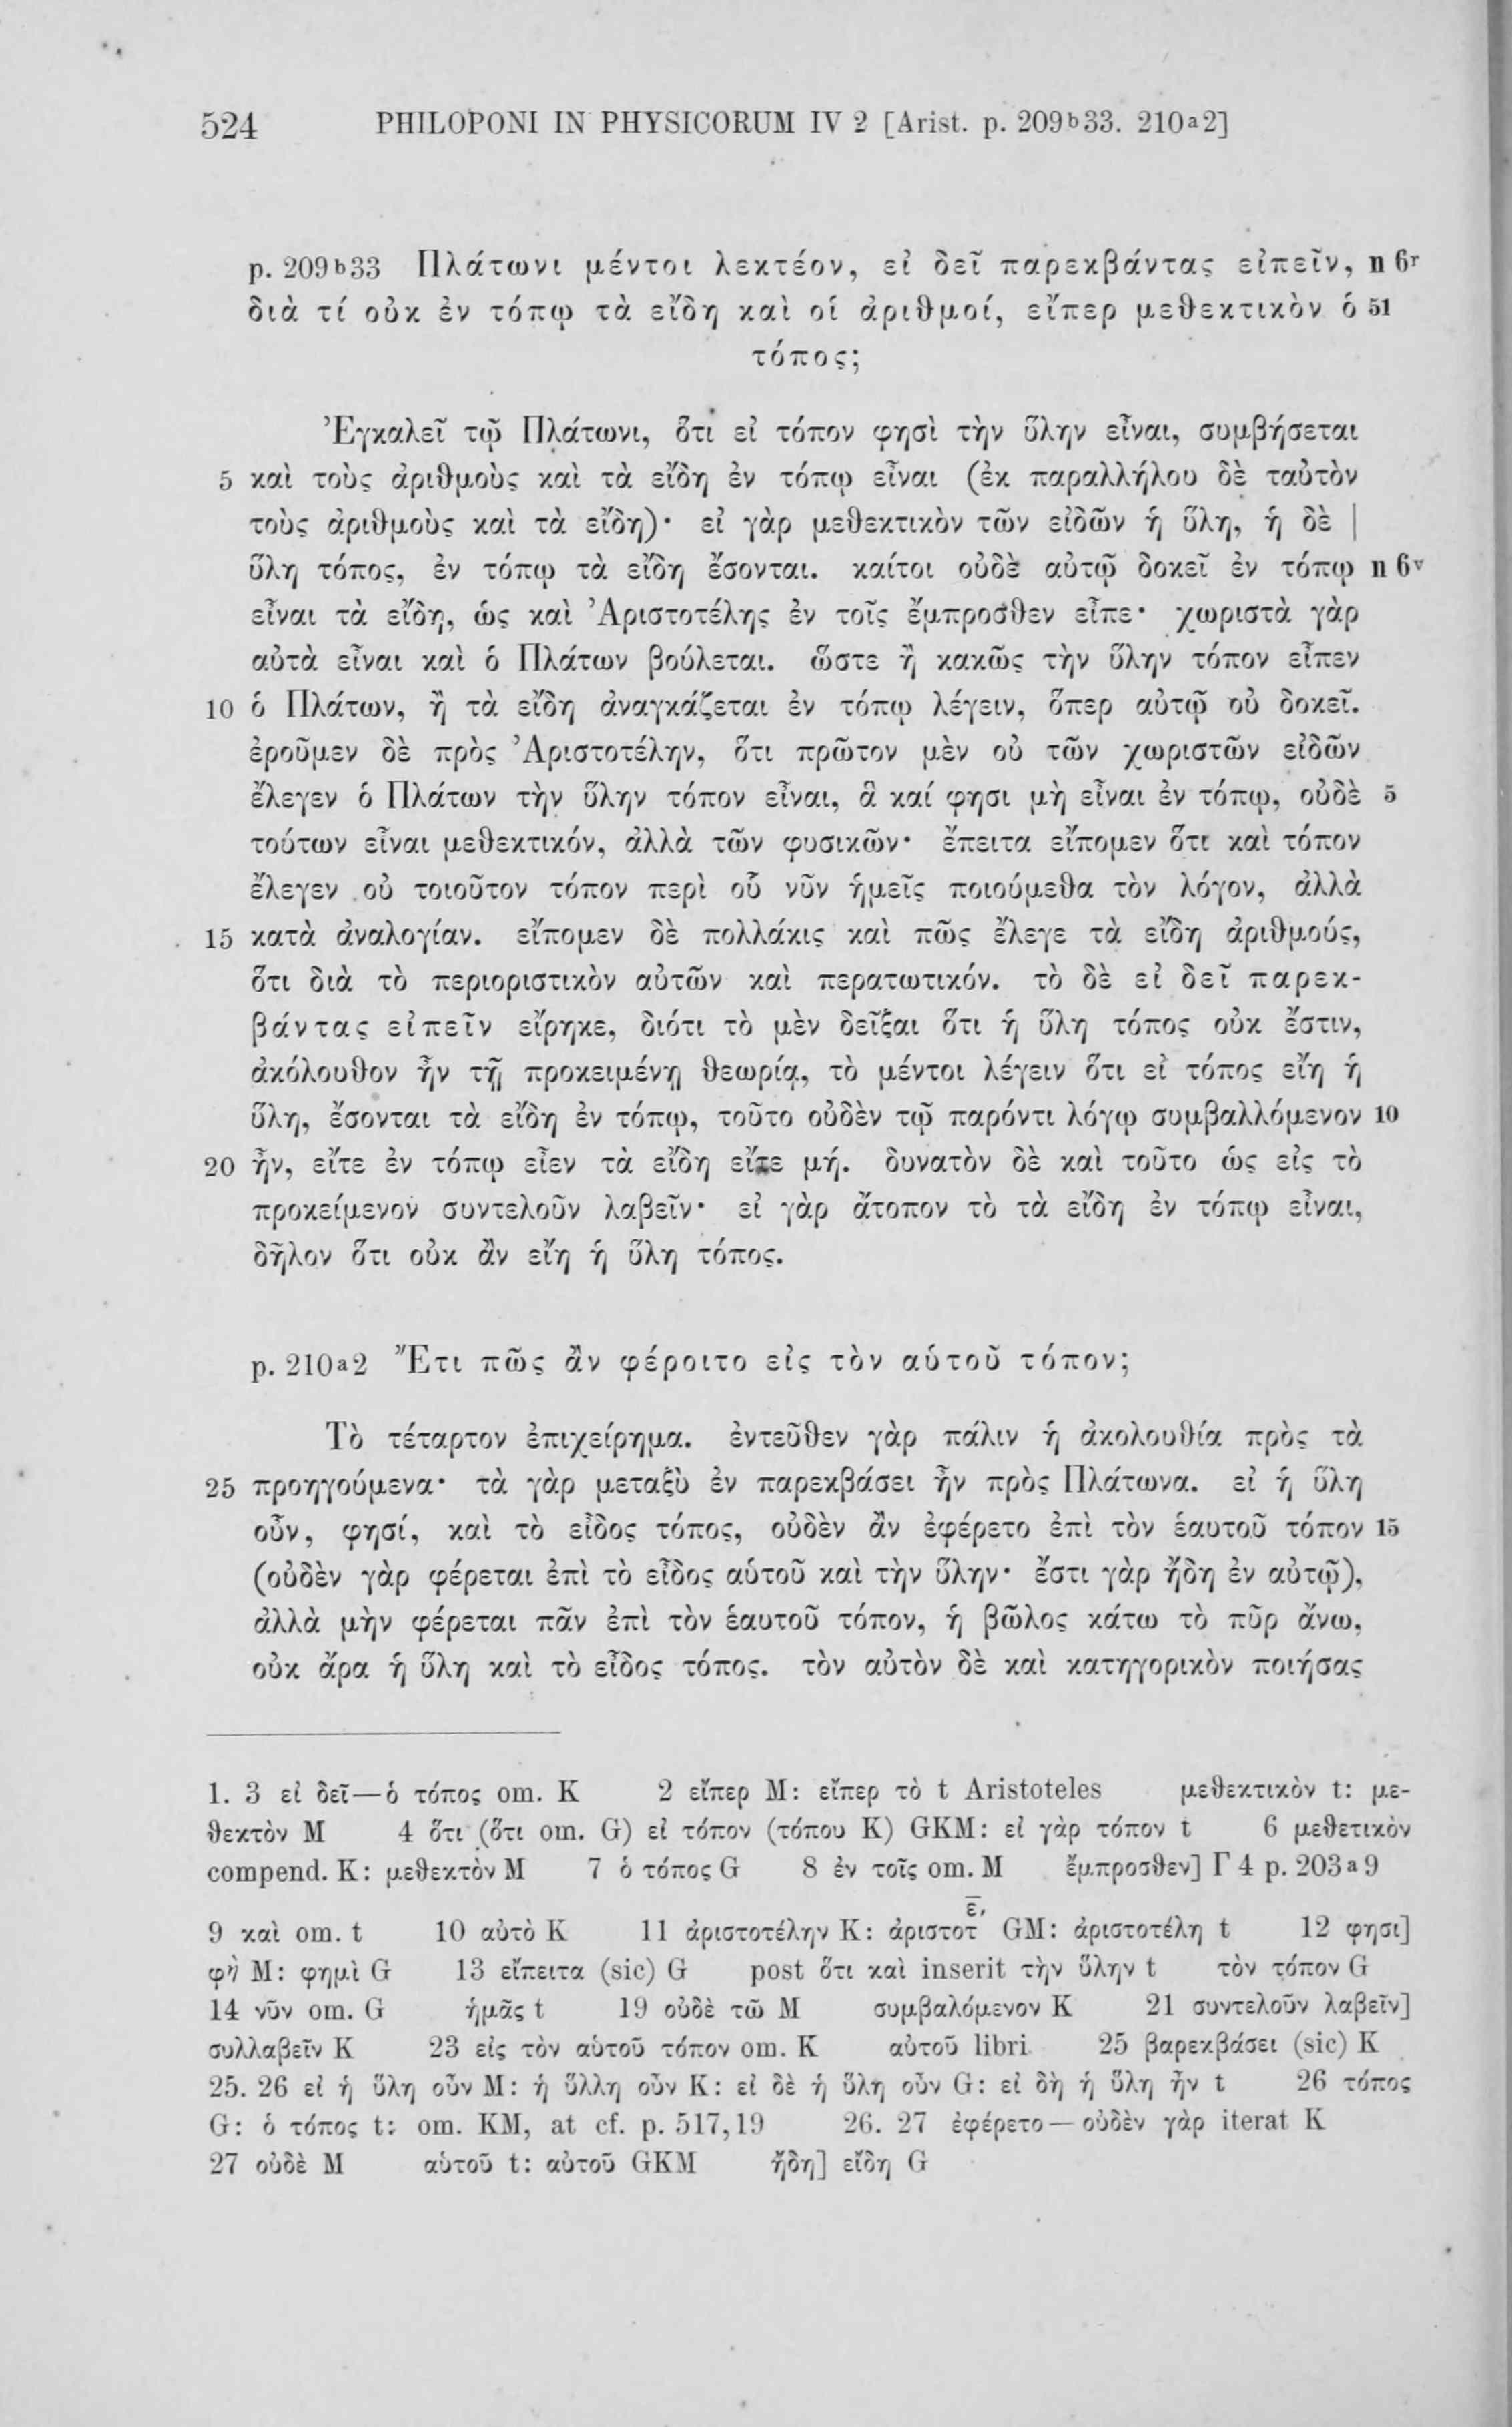 524 PHILOPONI IN PHYSICORUM IV 2 [Arist. p. 209b33. 210a2]
p. 209b33 Πλάτωνι μέντοι λεκτέον, εἰ δεῖ παρεκβάντας εἰπεῖν, n 6r
διὰ τί οὐκ ἐν τόπῳ τὰ εἴδη καὶ οἱ ἀριθμοί, εἴπερ μεθεκτικὸν ὁ 51
τόπος;
Ἐγκαλεῖ τῷ Πλάτωνι, ὅτι εἰ τόπον φησὶ τὴν ὕλην εἶναι, συμβήσεται
5 καὶ τοὺς ἀριθμοὺς καὶ τὰ εἴδη ἐν τόπῳ εἶναι (ἐκ παραλλήλου δὲ ταὐτὸν
τοὺς ἀριθμοὺς καὶ τὰ εἴδη)· εἰ γὰρ μεθεκτικὸν τῶν εἰδῶν ἡ ὕλη, ἡ δὲ |
ὕλη τόπος, ἐν τόπῳ τὰ εἴδη ἔσονται. καίτοι οὐδὲ αὐτῷ δοκεῖ ἐν τόπῳ n 6v
εἶναι τὰ εἴδη, ὡς καὶ Ἀριστοτέλης ἐν τοῖς ἔμπροσθεν εἶπε· χωριστὰ γὰρ
αὐτὰ εἶναι καὶ ὁ Πλάτων βούλεται. ὥστε ἢ κακῶς τὴν ὕλην τόπον εἶπεν
10 ὁ Πλάτων, ἢ τὰ εἴδη ἀναγκάζεται ἐν τόπῳ λέγειν, ὅπερ αὐτῷ οὐ δοκεῖ.
ἐροῦμεν δὲ πρὸς Ἀριστοτέλην, ὅτι πρῶτον μὲν οὐ τῶν χωριστῶν εἰδῶν
ἔλεγεν ὁ Πλάτων τὴν ὕλην τόπον εἶναι, ἃ καί φησι μὴ εἶναι ἐν τόπῳ, οὐδὲ 5
τούτων εἶναι μεθεκτικόν, ἀλλὰ τῶν φυσικῶν· ἔπειτα εἴπομεν ὅτι καὶ τόπον
ἔλεγεν οὐ τοιοῦτον τόπον περὶ οὗ νῦν ἡμεῖς ποιούμεθα τὸν λόγον, ἀλλὰ
15 κατὰ ἀναλογίαν. εἴπομεν δὲ πολλάκις καὶ πῶς ἔλεγε τὰ εἴδη ἀριθμούς,
ὅτι διὰ τὸ περιοριστικὸν αὐτῶν καὶ περατωτικόν. τὸ δὲ εἰ δεῖ παρεκ-
βάντας εἰπεῖν εἴρηκε, διότι τὸ μὲν δεῖξαι ὅτι ἡ ὕλη τόπος οὐκ ἔστιν,
ἀκόλουθον ἦν τῇ προκειμένῃ θεωρίᾳ, τὸ μέντοι λέγειν ὅτι εἰ τόπος εἴη ἡ
ὕλη, ἔσονται τὰ εἴδη ἐν τόπῳ, τοῦτο οὐδὲν τῷ παρόντι λόγῳ συμβαλλόμενον 10
20 ἦν, εἴτε ἐν τόπῳ εἶεν τὰ εἴδη εἴτε μή. δυνατὸν δὲ καὶ τοῦτο ὡς εἰς τὸ
προκείμενον συντελοῦν λαβεῖν· εἰ γὰρ ἄτοπον τὸ τὰ εἴδη ἐν τόπῳ εἶναι,
δῆλον ὅτι οὐκ ἂν εἴη ἡ ὕλη τόπος.
p. 210a2 Ἔτι πῶς ἂν φέροιτο εἰς τὸν αὑτοῦ τόπον;
Τὸ τέταρτον ἐπιχείρημα. ἐντεῦθεν γὰρ πάλιν ἡ ἀκολουθία πρὸς τὰ
25 προηγούμενα· τὰ γὰρ μεταξὺ ἐν παρεκβάσει ἦν πρὸς Πλάτωνα. εἰ ἡ ὕλη
οὖν, φησί, καὶ τὸ εἶδος τόπος, οὐδὲν ἂν ἐφέρετο ἐπὶ τὸν ἑαυτοῦ τόπον 15
(οὐδὲν γὰρ φέρεται ἐπὶ τὸ εἶδος αὑτοῦ καὶ τὴν ὕλην· ἔστι γὰρ ἤδη ἐν αὐτῷ),
ἀλλὰ μὴν φέρεται πᾶν ἐπὶ τὸν ἑαυτοῦ τόπον, ἡ βῶλος κάτω τὸ πῦρ ἄνω,
οὐκ ἄρα ἡ ὕλη καὶ τὸ εἶδος τόπος. τὸν αὐτὸν δὲ καὶ κατηγορικὸν ποιήσας
1. 3 εἰ δεῖ—ὁ τόπος om. K 2 εἴπερ M: εἴπερ τὸ t Aristoteles μεθεκτικὸν t: με-
θεκτὸν M 4 ὅτι (ὅτι om. G) εἰ τόπον (τόπου K) GKM: εἰ γὰρ τόπον t 6 μεθετικὸν
compend. K: μεθεκτὸν M 7 ὁ τόπος G 8 ἐν τοῖς om. M ἔμπροσθεν] Γ 4 p. 203a9
9 καὶ om. t 10 αὐτὸ K 11 ἀριστοτέλην K: ἀριστοτ GM: ἀριστοτέλη t 12 φησι]
φὴ M: φημὶ G 13 εἴπειτα (sic) G post ὅτι καὶ inserit τὴν ὕλην t τὸν τόπον G
14 νῦν om. G ἡμᾶς t 19 οὐδὲ τῶ M συμβαλόμενον K 21 συντελοῦν λαβεῖν]
συλλαβεῖν K 23 εἰς τὸν αὑτοῦ τόπον om. K αὐτοῦ libri 25 βαρεκβάσει (sic) K
25. 26 εἰ ἡ ὕλη οὖν M: ἡ ὕλλη οὖν K: εἰ δὲ ἡ ὕλη οὖν G: εἰ δὴ ἡ ὕλη ἦν t 26 τόπος
G: ὁ τόπος t: om. KM, at cf. p. 517,19 26. 27 ἐφέρετο—οὐδὲν γὰρ iterat K
27 οὐδὲ M αὑτοῦ t: αὐτοῦ GKM ἤδη] εἴδη G